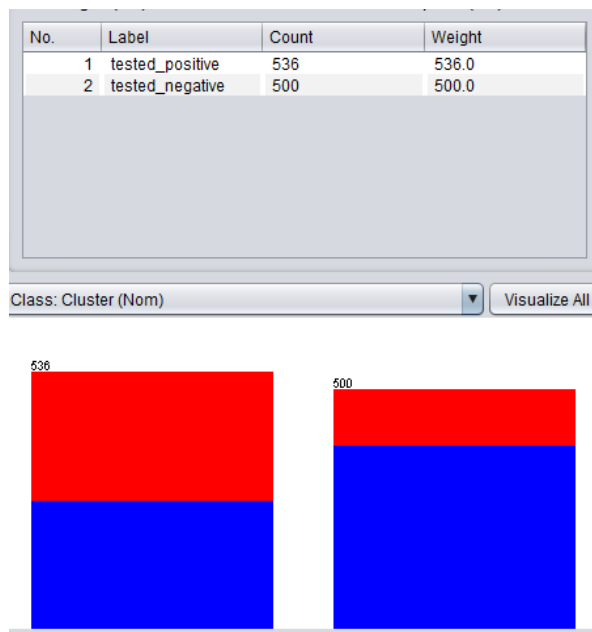 No. Label Count Weight
1 tested_positive 536 536.0
2 tested_negative 500 500.0
Class: Cluster (Nom) Visualize All
536
500